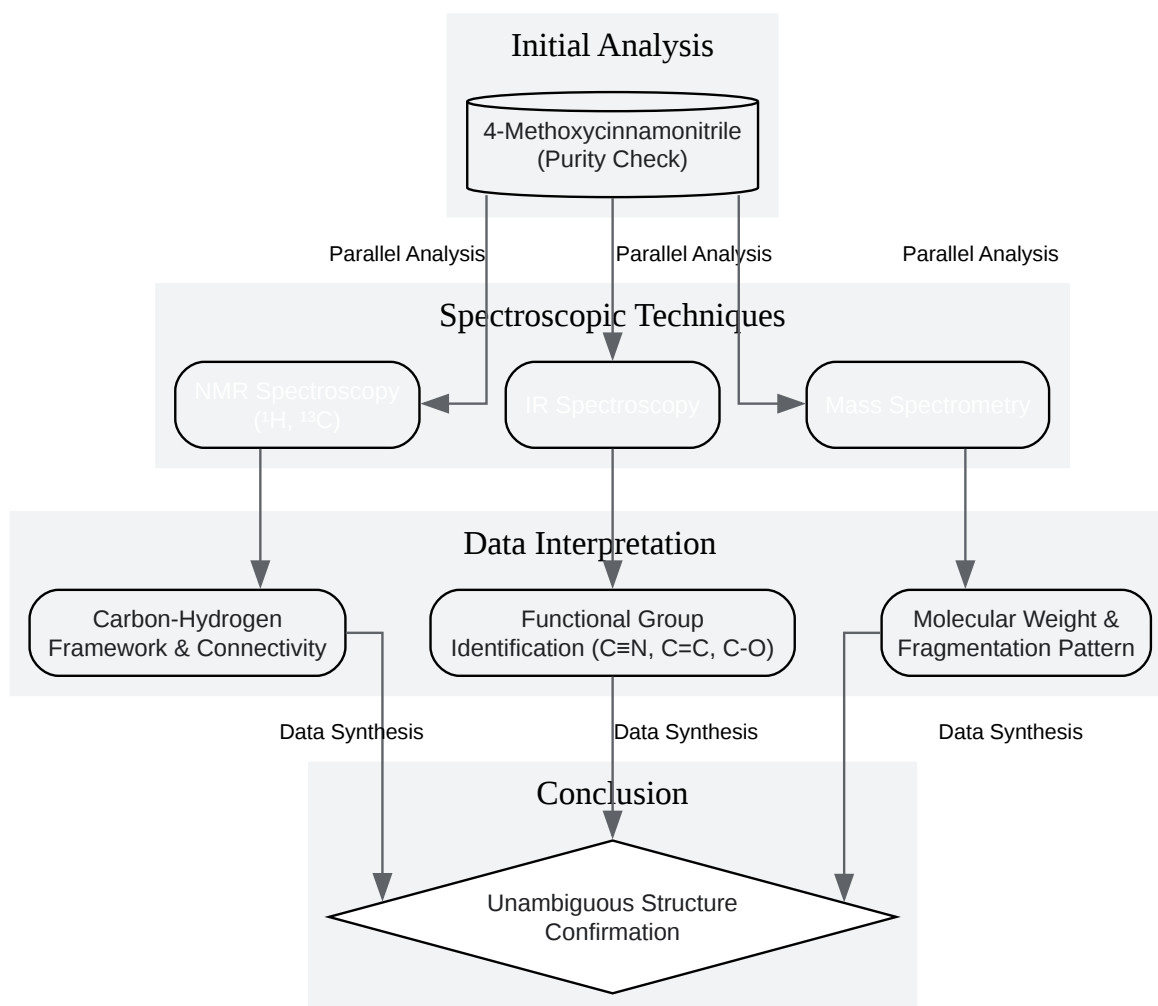 Initial Analysis
4-Methoxycinnamonitrile
(Purity Check)
Parallel Analysis
Parallel Analysis
Parallel Analysis
Spectroscopic Techniques
NMR Spectroscopy
(¹H, ¹³C)
IR Spectroscopy
Mass Spectrometry
Data Interpretation
Carbon-Hydrogen
Framework & Connectivity
Functional Group
Identification (C≡N, C=C, C-O)
Molecular Weight &
Fragmentation Pattern
Data Synthesis
Data Synthesis
Data Synthesis
Conclusion
Unambiguous Structure
Confirmation